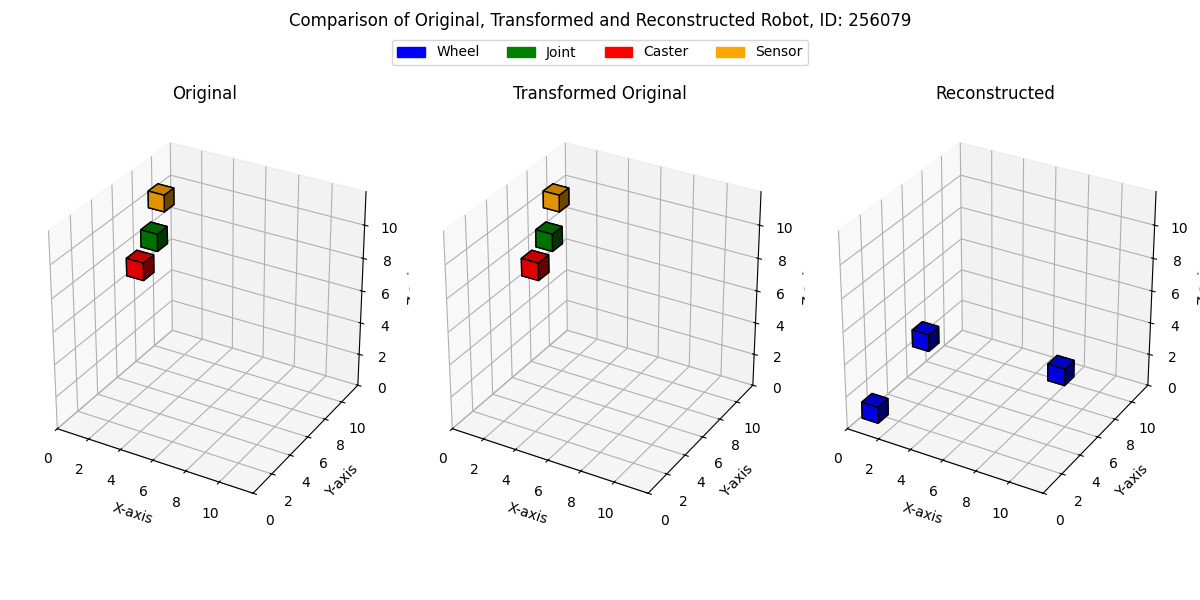 Comparison of Original, Transformed and Reconstructed Robot, ID: 256079
Wheel Joint Caster Sensor
Original Transformed Original Reconstructed
10 10 10
8 8 8
6 6 6
4 4 4
2 2 2
0 0 0
0 2 4 6 8 10 0 2 4 6 8 10 0 2 4 6 8 10
0 2 4 6 8 10 0 2 4 6 8 10 0 2 4 6 8 10
X-axis Y-axis X-axis Y-axis X-axis Y-axis